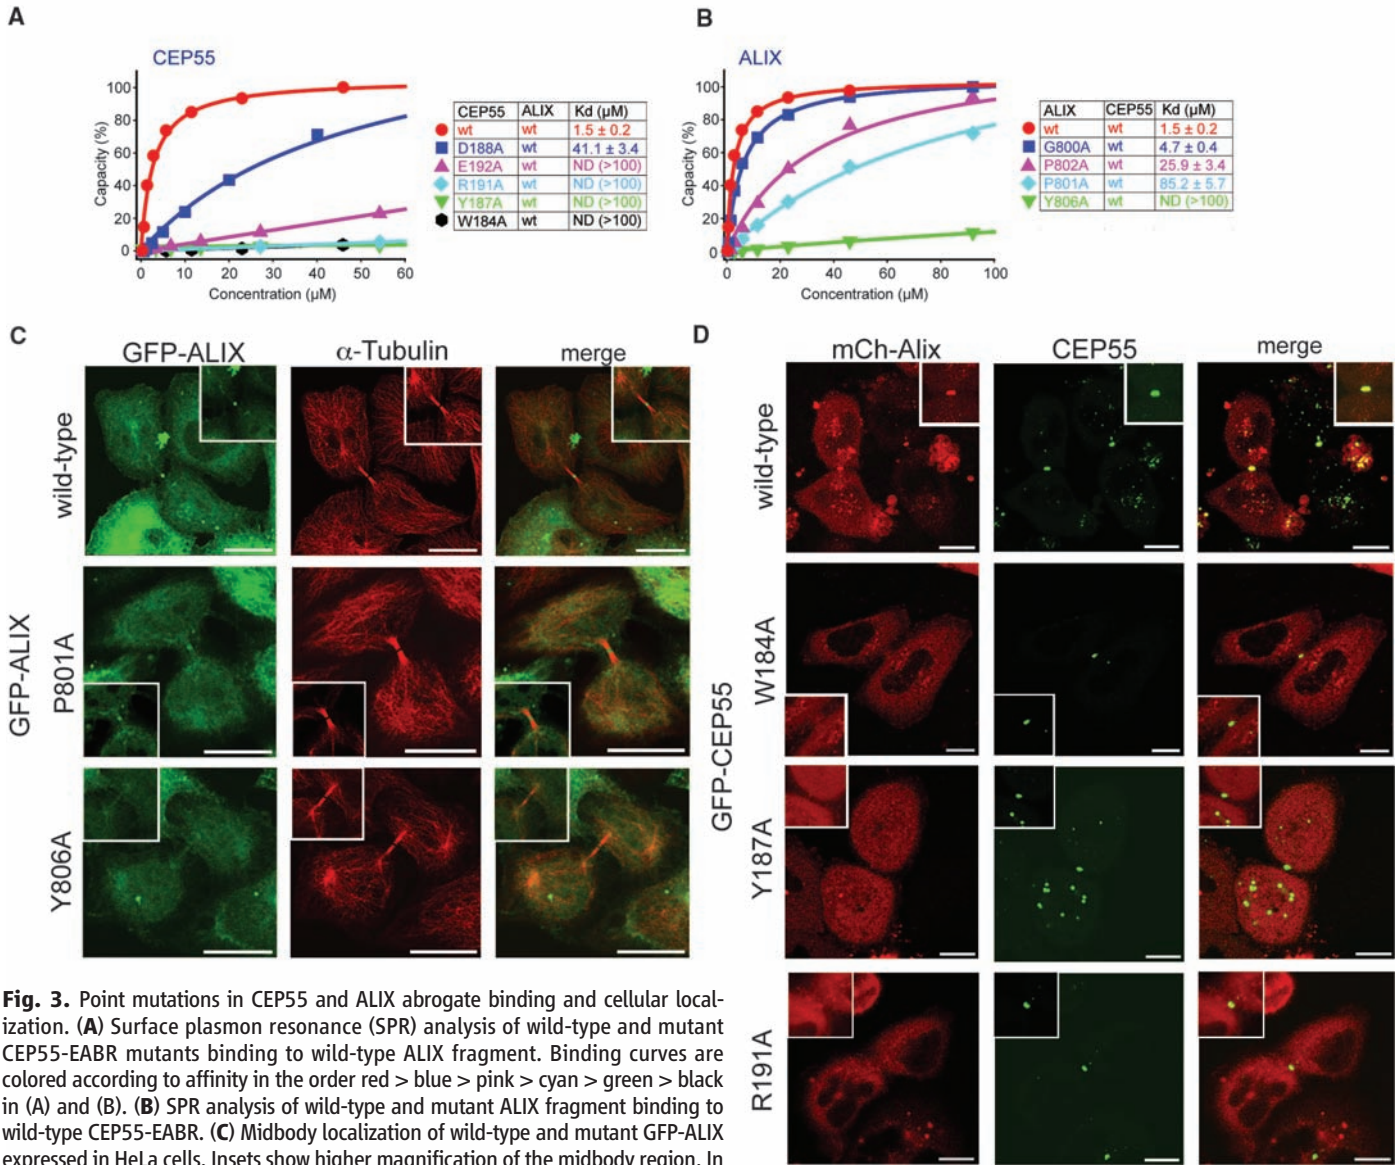 A
B
CEP55
100
80
60
40
20
0
Capacity (%)
0 10 20 30 40 50 60
Concentration (µM)
CEP55 ALIX Kd (µM)
wt wt 1.5 ± 0.2
D188A wt 41.1 ± 3.4
E192A wt ND (>100)
R191A wt ND (>100)
Y187A wt ND (>100)
W184A wt ND (>100)
ALIX
100
80
60
40
20
0
Capacity (%)
0 20 40 60 80 100
Concentration (µM)
ALIX CEP55 Kd (µM)
wt wt 1.5 ± 0.2
G800A wt 4.7 ± 0.4
P802A wt 25.9 ± 3.4
P801A wt 85.2 ± 5.7
Y806A wt ND (>100)
C
GFP-ALIX α-Tubulin merge
wild-type
GFP-ALIX
P801A
Y806A
D
mCh-Alix CEP55 merge
wild-type
GFP-CEP55
W184A
Y187A
R191A
Fig. 3. Point mutations in CEP55 and ALIX abrogate binding and cellular local-
ization. (A) Surface plasmon resonance (SPR) analysis of wild-type and mutant
CEP55-EABR mutants binding to wild-type ALIX fragment. Binding curves are
colored according to affinity in the order red > blue > pink > cyan > green > black
in (A) and (B). (B) SPR analysis of wild-type and mutant ALIX fragment binding to
wild-type CEP55-EABR. (C) Midbody localization of wild-type and mutant GFP-ALIX
expressed in HeLa cells. Insets show higher magnification of the midbody region. In